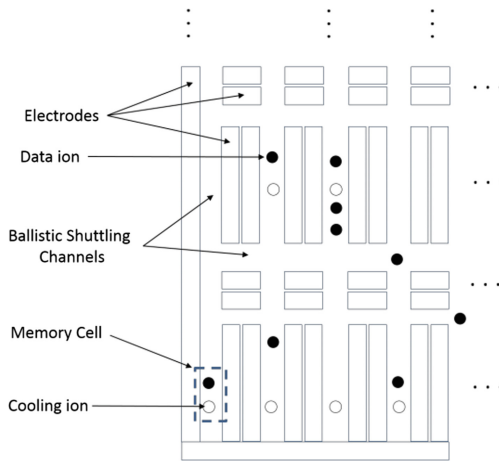 Electrodes
Data ion
Ballistic Shuttling
Channels
Memory Cell
Cooling ion